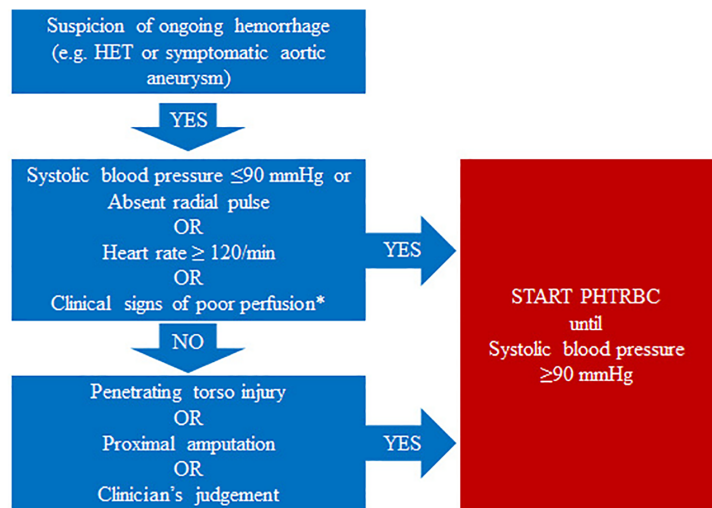 Suspicion of ongoing hemorrhage
(e.g. HET or symptomatic aortic
aneurysm)
YES
Systolic blood pressure ≤90 mmHg or
Absent radial pulse
OR
Heart rate ≥ 120/min
OR
Clinical signs of poor perfusion*
YES
START PHTRBC
until
Systolic blood pressure
≥90 mmHg
NO
Penetrating torso injury
OR
Proximal amputation
OR
Clinician's judgement
YES